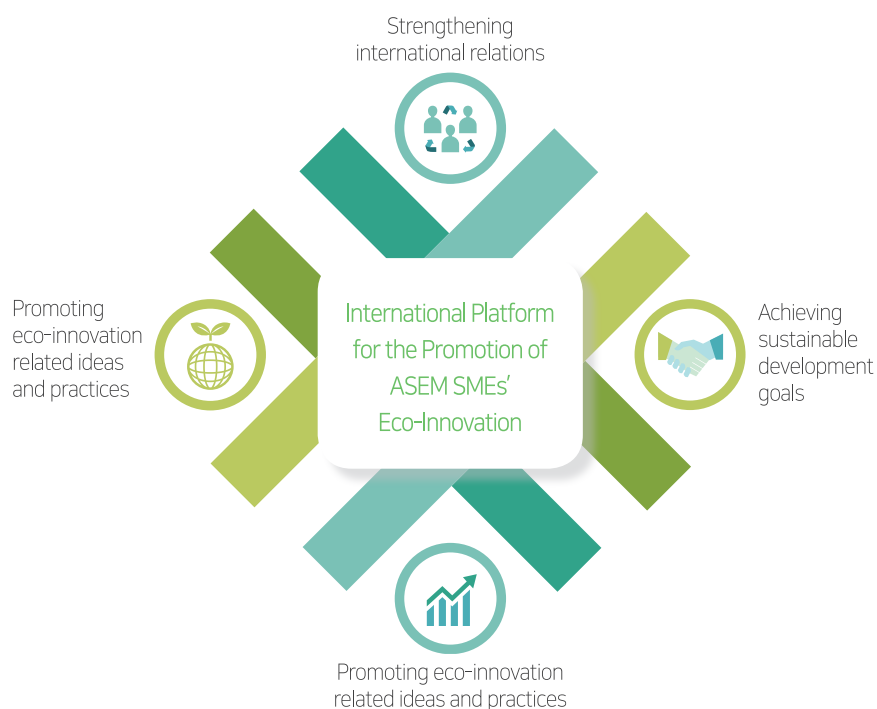 Strengthening
international relations
Promoting
eco-innovation
related ideas
and practices
International Platform
for the Promotion of
ASEM SMEs'
Eco-Innovation
Achieving
sustainable
development
goals
Promoting eco-innovation
related ideas and practices